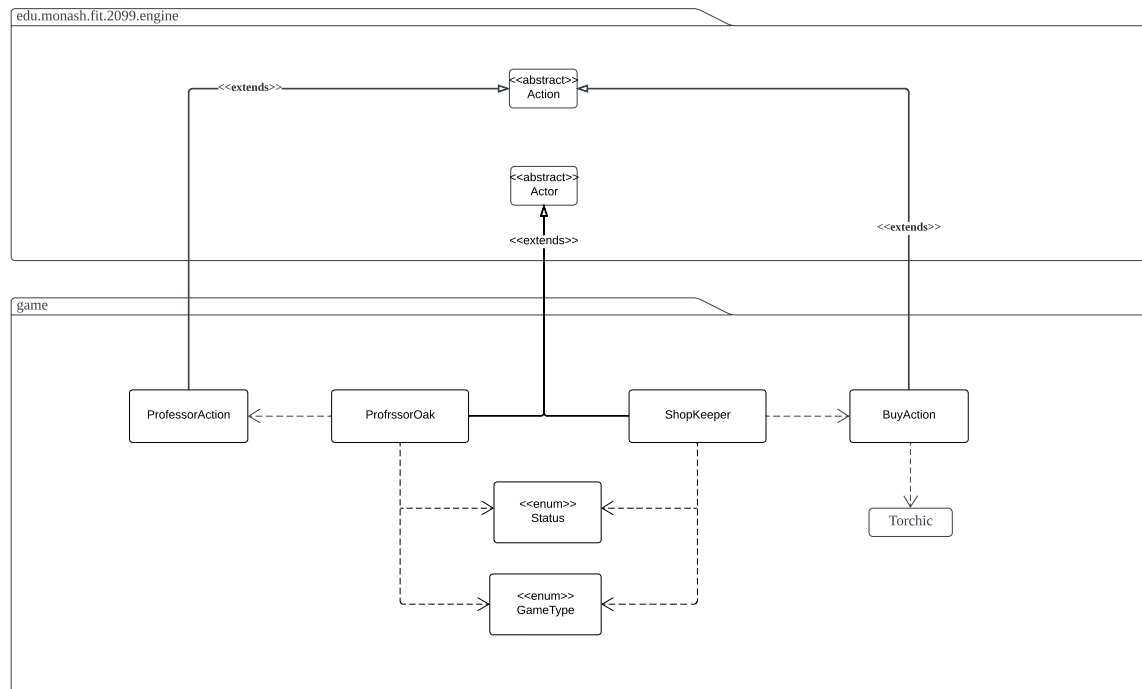 edu.monash.fit.2099.engine
<<extends>>
<<abstract>>
Action
<<abstract>>
Actor
<<extends>>
<<extends>>
game
ProfessorAction
ProfrssorOak
ShopKeeper
BuyAction
<<enum>>
Status
Torchic
<<enum>>
GameType